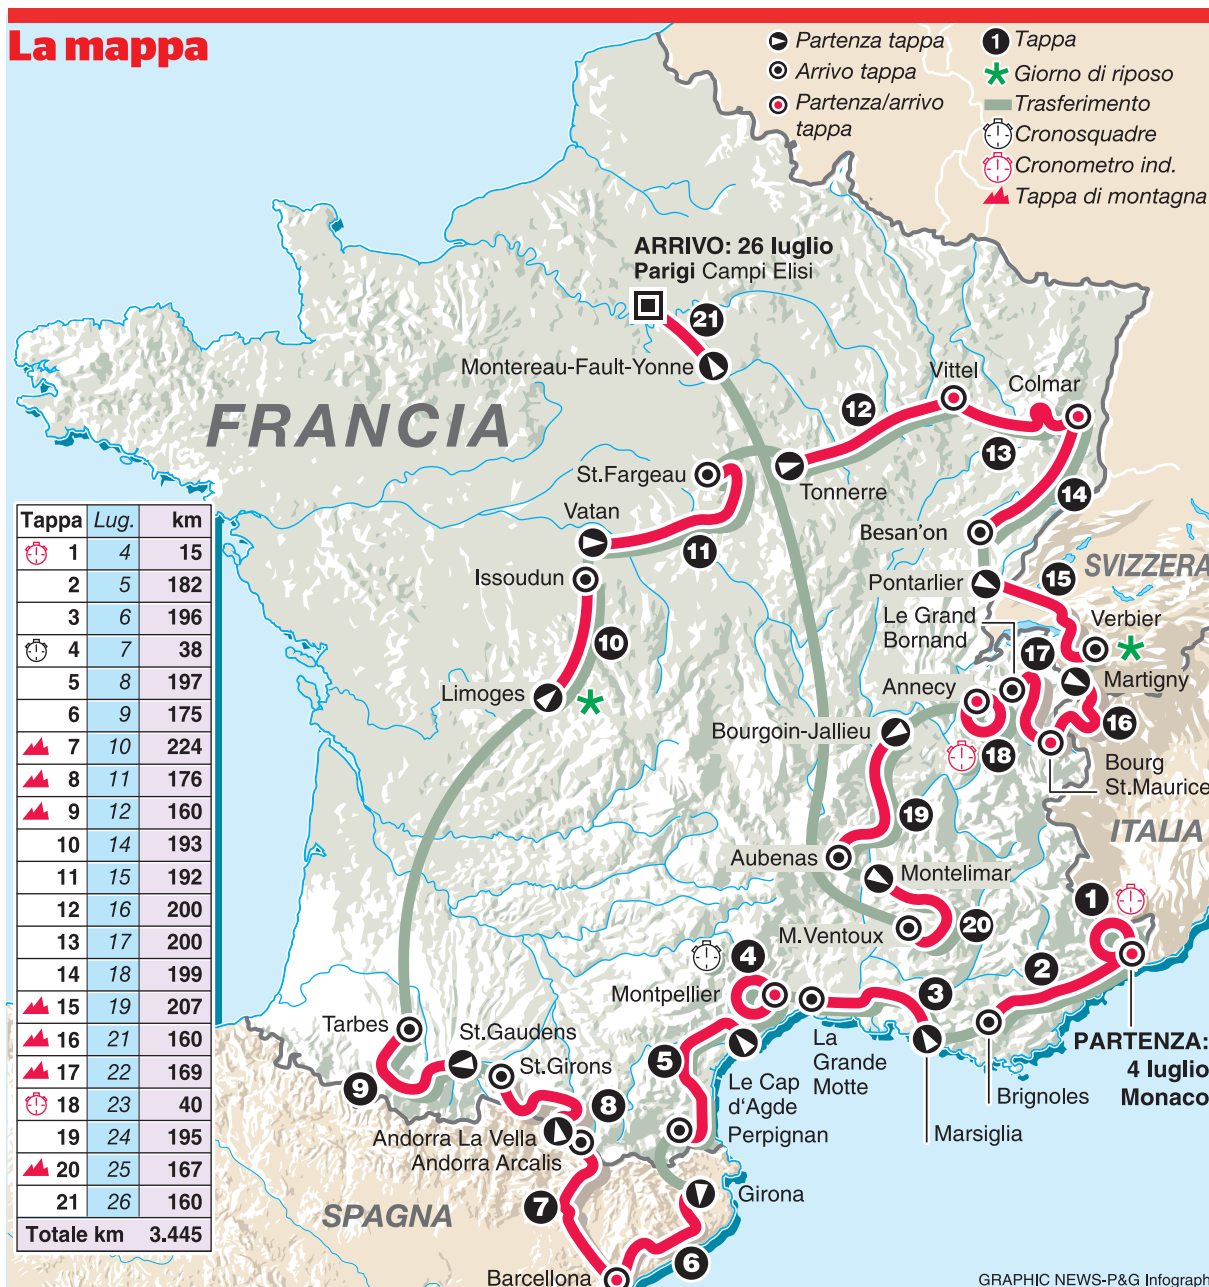 La mappa
Partenza tappa
Arrivo tappa
Partenza/arrivo
tappa
1 Tappa
Giorno di riposo
Trasferimento
Cronosquadre
Cronometro ind.
Tappa di montagna
ARRIVO: 26 luglio
Parigi Campi Elisi
21
Montereau-Fault-Yonne
Vittel
Colmar
12
FRANCIA
13
St.Fargeau
Tonnerre
14
Vatan
Besan'on
11
Issoudun
SVIZZERA
Pontarlier
15
Le Grand
Bornand
Verbier
10
17
Limoges
Annecy
Martigny
Bourgoin-Jallieu
16
18
Bourg
St.Maurice
19
ITALIA
Aubenas
Montelimar
1
M.Ventoux
20
4
2
Montpellier
3
Tarbes
St.Gaudens
La
Grande
Motte
PARTENZA:
4 luglio
Monaco
5
St.Girons
9
8
Le Cap
d'Agde
Brignoles
Andorra La Vella
Perpignan
Marsiglia
Andorra Arcalis
7
Girona
SPAGNA
6
Barcellona
Tappa Lug. km
1 4 15
2 5 182
3 6 196
4 7 38
5 8 197
6 9 175
7 10 224
8 11 176
9 12 160
10 14 193
11 15 192
12 16 200
13 17 200
14 18 199
15 19 207
16 21 160
17 22 169
18 23 40
19 24 195
20 25 167
21 26 160
Totale km 3.445
GRAPHIC NEWS-P&G Infograph